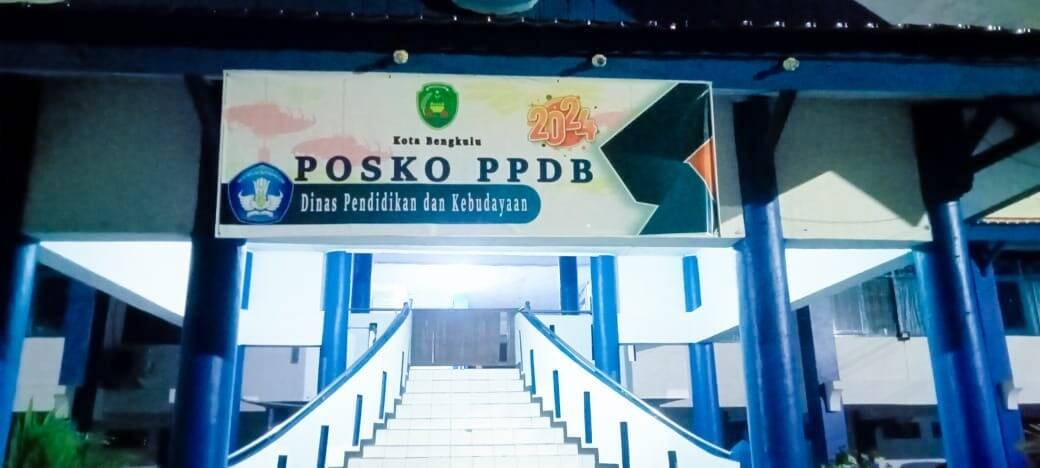 2024
Kota Bengkulu
POSKO PPDB
Dinas Pendidikan dan Kebudayaan